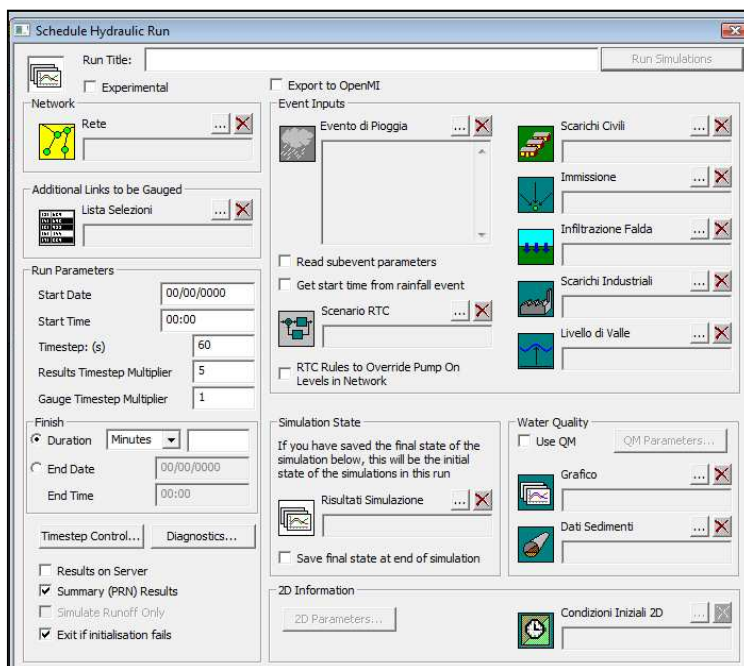 Schedule Hydraulic Run
Run Title:
Run Simulations
Experimental
Export to OpenMI
Network
Rete
...
Additional Links to be Gauged
Lista Selezioni
...
Run Parameters
Start Date 00/00/0000
Start Time 00:00
Timestep: (s) 60
Results Timestep Multiplier 5
Gauge Timestep Multiplier 1
Finish
Duration Minutes
End Date 00/00/0000
End Time 00:00
Timestep Control... Diagnostics...
Results on Server
Summary (PRN) Results
Simulate Runoff Only
Exit if initialisation fails
Event Inputs
Evento di Pioggia ...
Read subevent parameters
Get start time from rainfall event
Scenario RTC ...
RTC Rules to Override Pump On
Levels in Network
Scarichi Civili ...
Immissione ...
Infiltrazione Falda ...
Scarichi Industriali ...
Livello di Valle ...
Simulation State
If you have saved the final state of the
simulation below, this will be the initial
state of the simulations in this run
Risultati Simulazione ...
Save final state at end of simulation
Water Quality
Use QM QM Parameters...
Grafico ...
Dati Sedimenti ...
2D Information
2D Parameters...
Condizioni Iniziali 2D ...